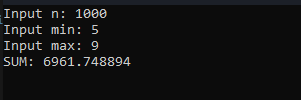 Input n: 1000
Input min: 5
Input max: 9
SUM: 6961.748894